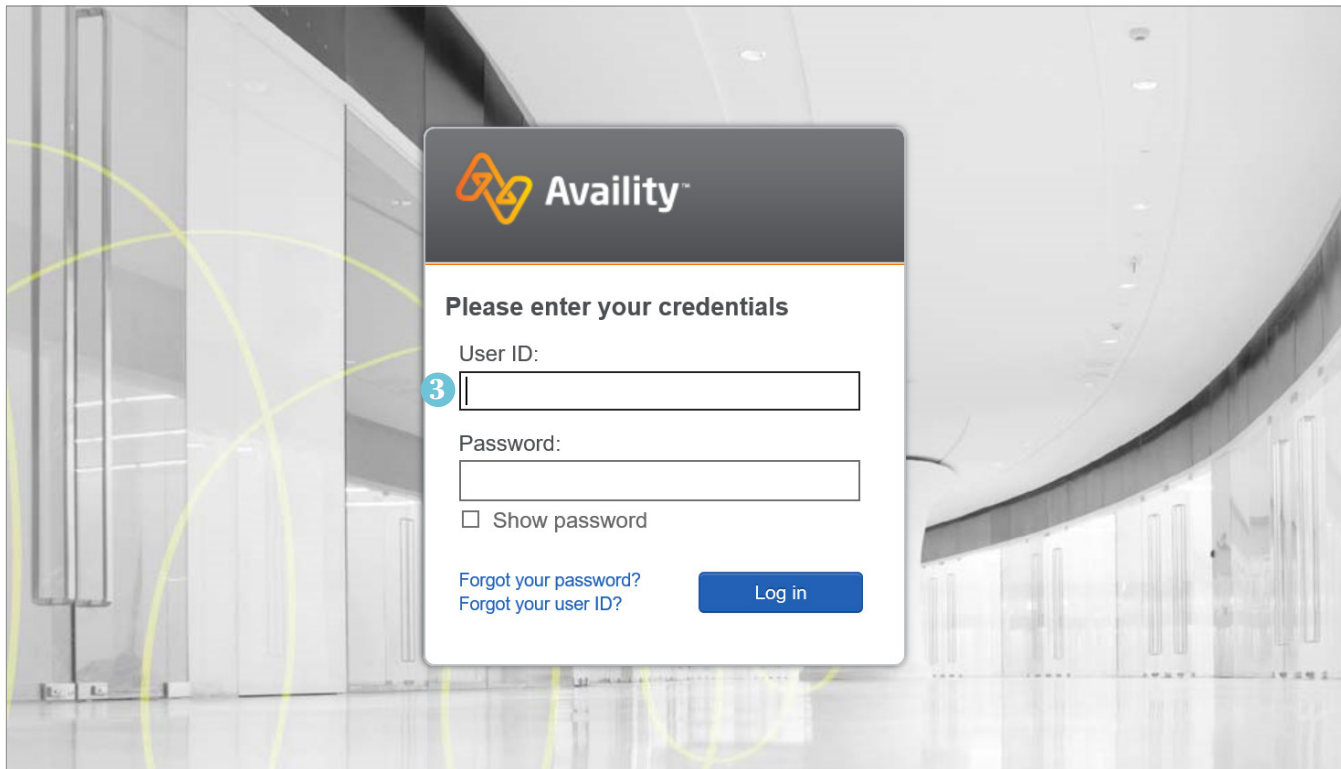 Availity™
Please enter your credentials
User ID:
3
Password:
Show password
Forgot your password?
Forgot your user ID?
Log in